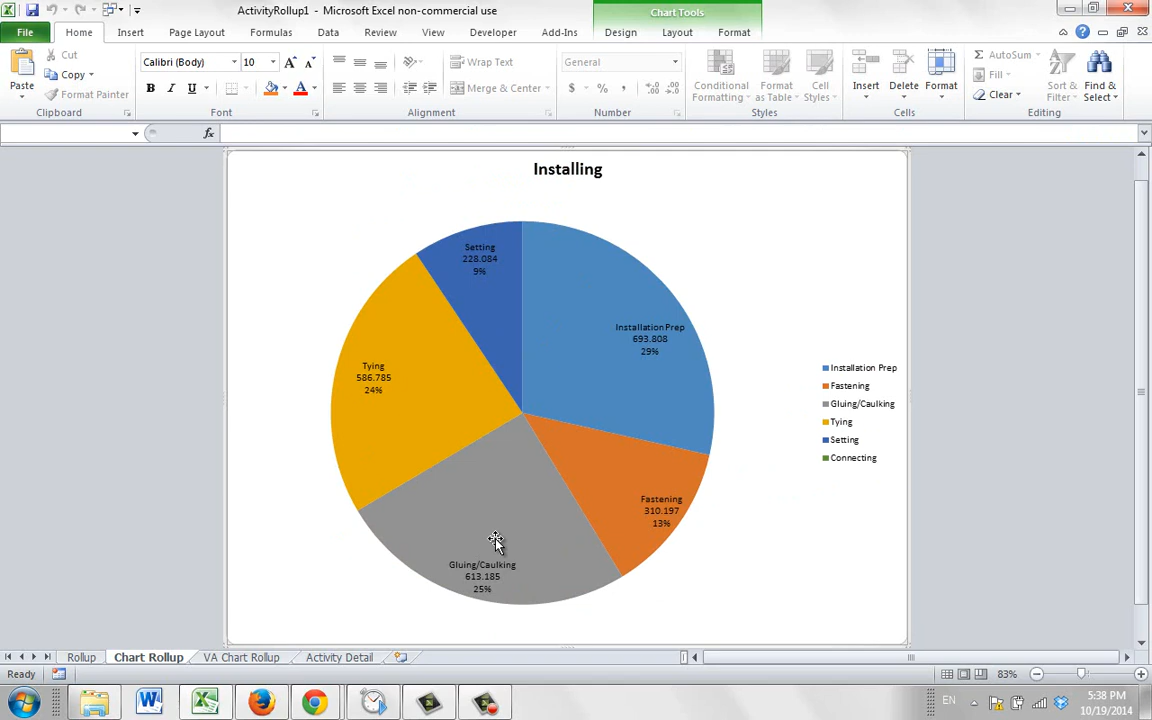 ActivityRollup1 - Microsoft Excel non-commercial use
Chart Tools
File Home Insert Page Layout Formulas Data Review View Developer Add-Ins Design Layout Format
Cut
Copy
Format Painter
Paste
Clipboard
Calibri (Body) 10
B I U
Font
Wrap Text
Merge & Center
Alignment
General
$ % ,
Number
Conditional Formatting
Format as Table
Cell Styles
Styles
Insert Delete Format
Cells
AutoSum
Fill
Clear
Sort & Filter
Find & Select
Editing
fx
Installing
Setting
228.084
9%
Installation Prep
693.808
29%
Tying
586.785
24%
Fastening
310.197
13%
Gluing/Caulking
613.185
25%
Installation Prep
Fastening
Gluing/Caulking
Tying
Setting
Connecting
Rollup Chart Rollup VA Chart Rollup Activity Detail
Ready
83%
EN
5:38 PM
10/19/2014